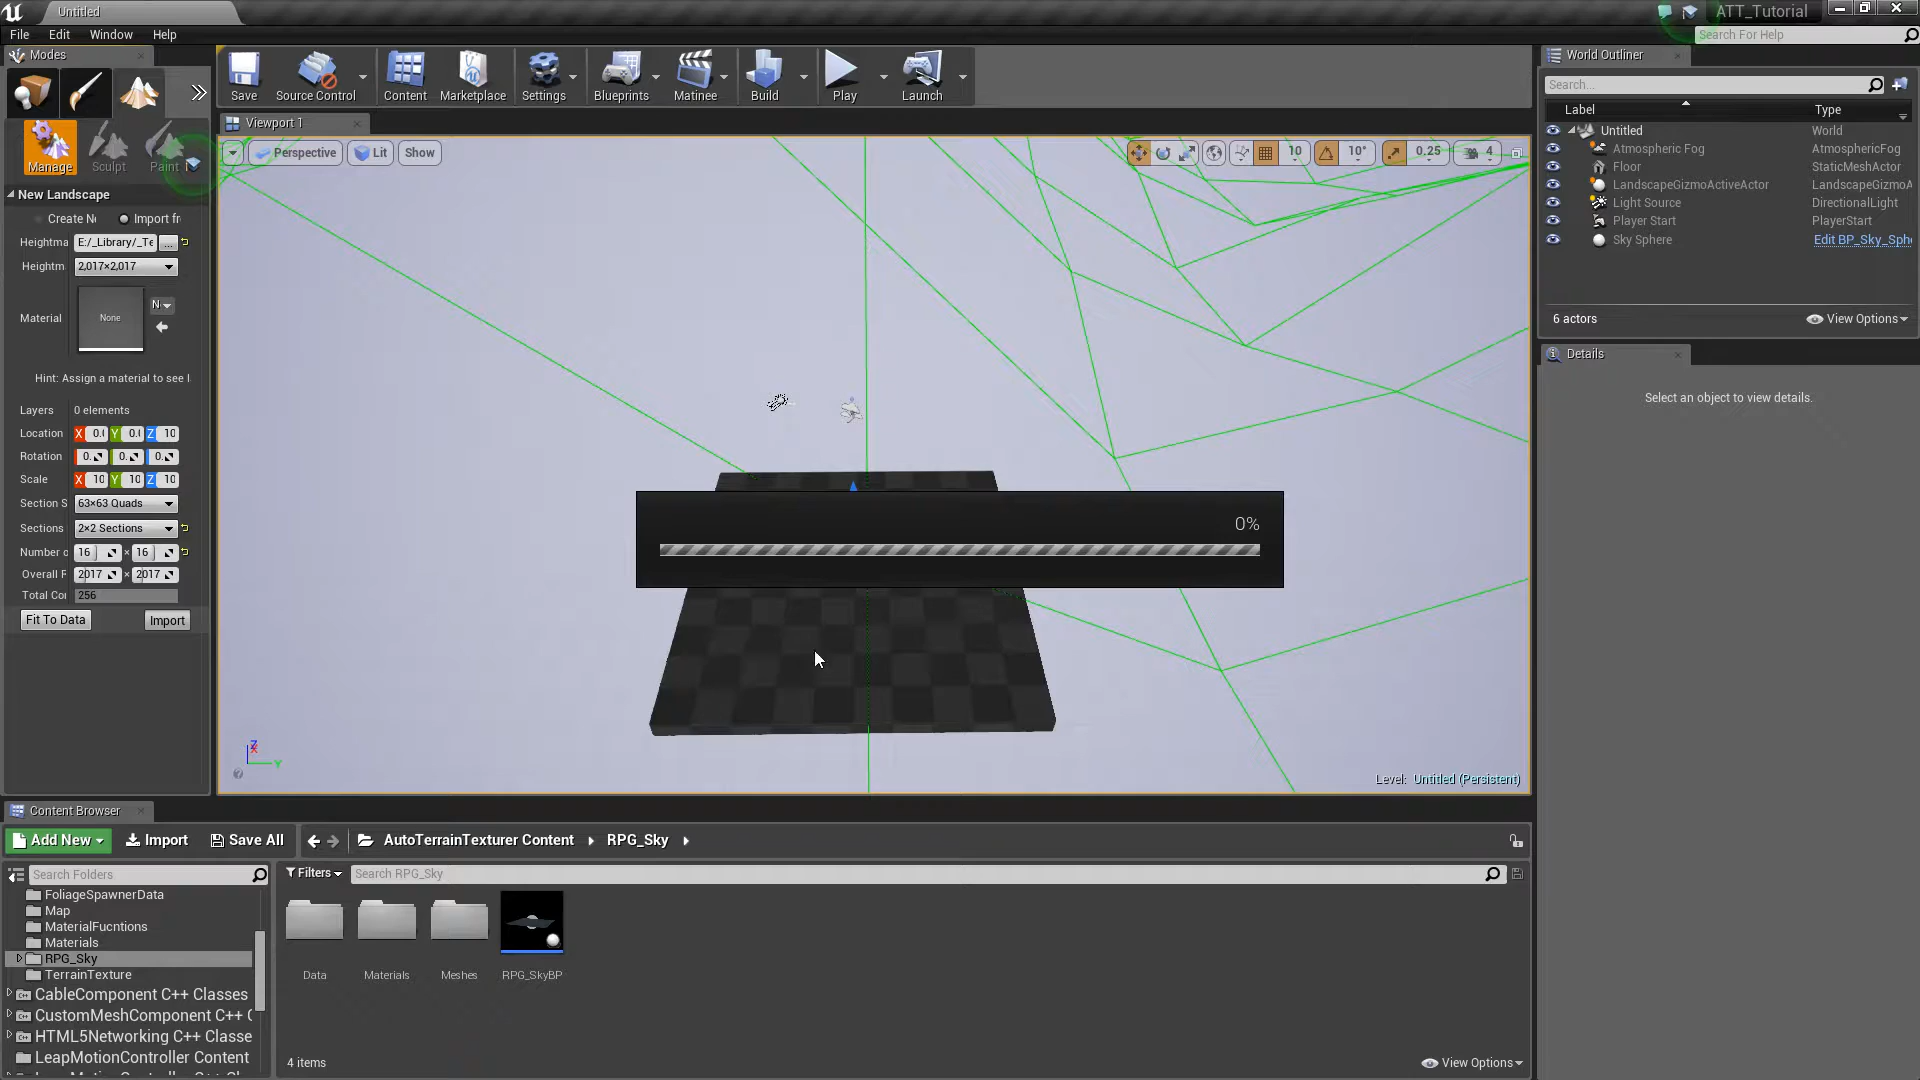 Untitled
ATT_Tutorial
File Edit Window Help
Search For Help
Modes
Save Source Control Content Marketplace Settings Blueprints Matinee Build Play Launch
World Outliner
Search...
Label Type
Untitled World
Atmospheric Fog AtmosphericFog
Floor StaticMeshActor
LandscapeGizmoActiveActor LandscapeGizmoA
Light Source DirectionalLight
Player Start PlayerStart
Sky Sphere Edit BP_Sky_Sph
6 actors View Options
Details
Select an object to view details.
Manage Sculpt Paint
New Landscape
Create N Import fr
Heightma E:/_Library/_Te ...
Heightm 2,017×2,017
Material None N
Hint: Assign a material to see l
Layers 0 elements
Location X 0.( Y 0.( Z 10
Rotation 0. 0. 0.
Scale X 10 Y 10 Z 10
Section S 63×63 Quads
Sections 2×2 Sections
Number o 16 × 16
Overall R 2017 × 2017
Total Cor 256
Fit To Data Import
Viewport 1
Perspective Lit Show
10 10° 0.25 4
0%
Z
X
Y
Level: Untitled (Persistent)
Content Browser
Add New Import Save All AutoTerrainTexturer Content RPG_Sky
Search Folders
Filters Search RPG_Sky
FoliageSpawnerData
Map
MaterialFucntions
Materials
RPG_Sky
TerrainTexture
CableComponent C++ Classes
CustomMeshComponent C++ C
HTML5Networking C++ Classe
LeapMotionController Content
Data Materials Meshes RPG_SkyBP
4 items View Options